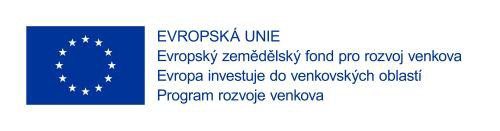 EVROPSKÁ UNIE
Evropský zemědělský fond pro rozvoj venkova
Evropa investuje do venkovských oblastí
Program rozvoje venkova